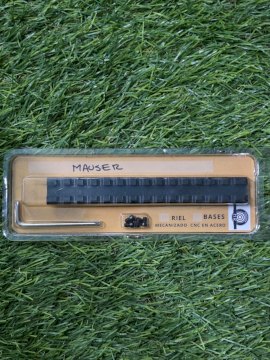 MAUSER
RIEL BASES
MECANIZADO CNC EN ACERO